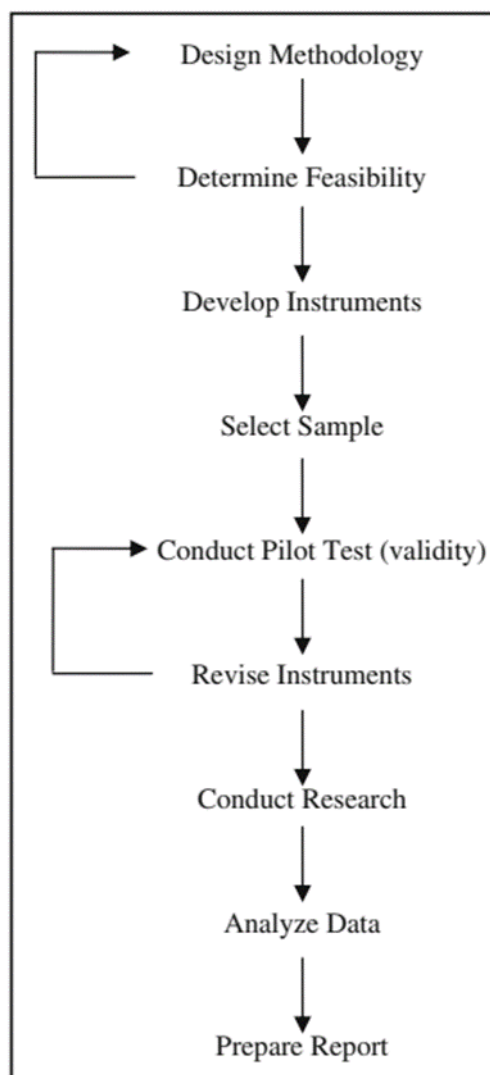 Design Methodology
Determine Feasibility
Develop Instruments
Select Sample
Conduct Pilot Test (validity)
Revise Instruments
Conduct Research
Analyze Data
Prepare Report